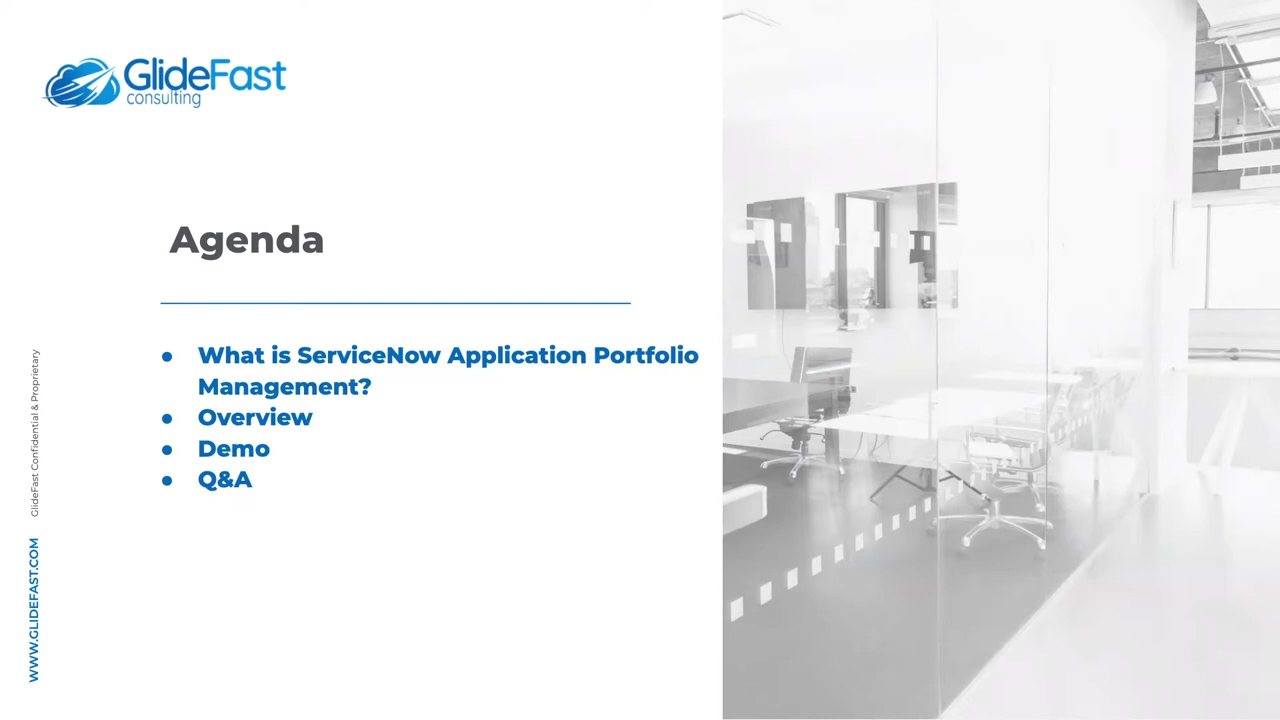 GlideFast
consulting
Agenda
● What is ServiceNow Application Portfolio
Management?
● Overview
● Demo
● Q&A
GlideFast Confidential & Proprietary
WWW.GLIDEFAST.COM